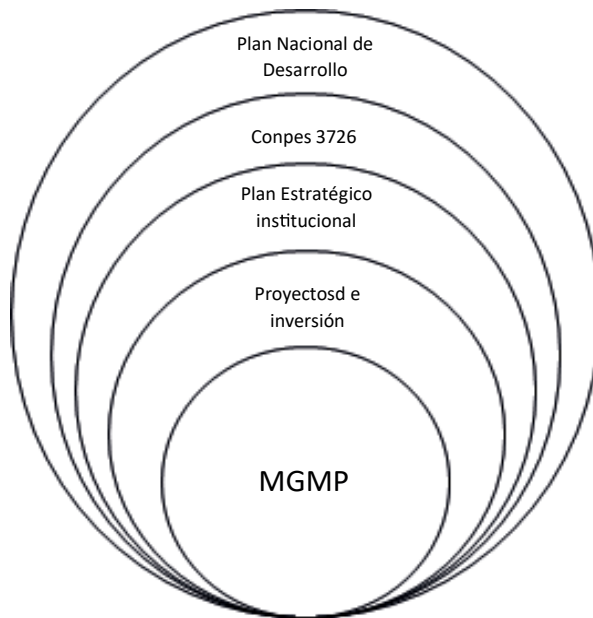 Plan Nacional de
Desarrollo
Conpes 3726
Plan Estratégico
institucional
Proyectosd e
inversión
MGMP